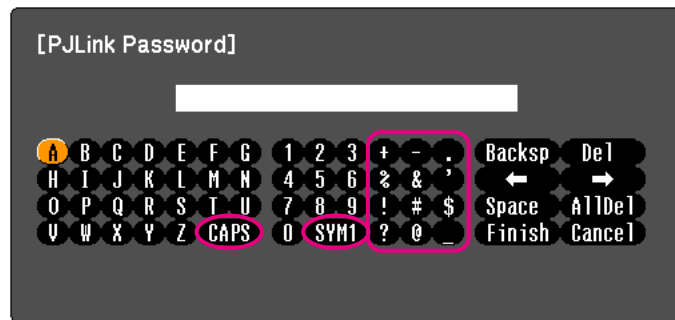 [PJLink Password]
A B C D E F G 1 2 3 + - . Backsp Del
H I J K L M N 4 5 6 % & ’ ← →
O P Q R S T U 7 8 9 ! # $ Space AllDel
V W X Y Z CAPS 0 SYM1 ? @ _ Finish Cancel